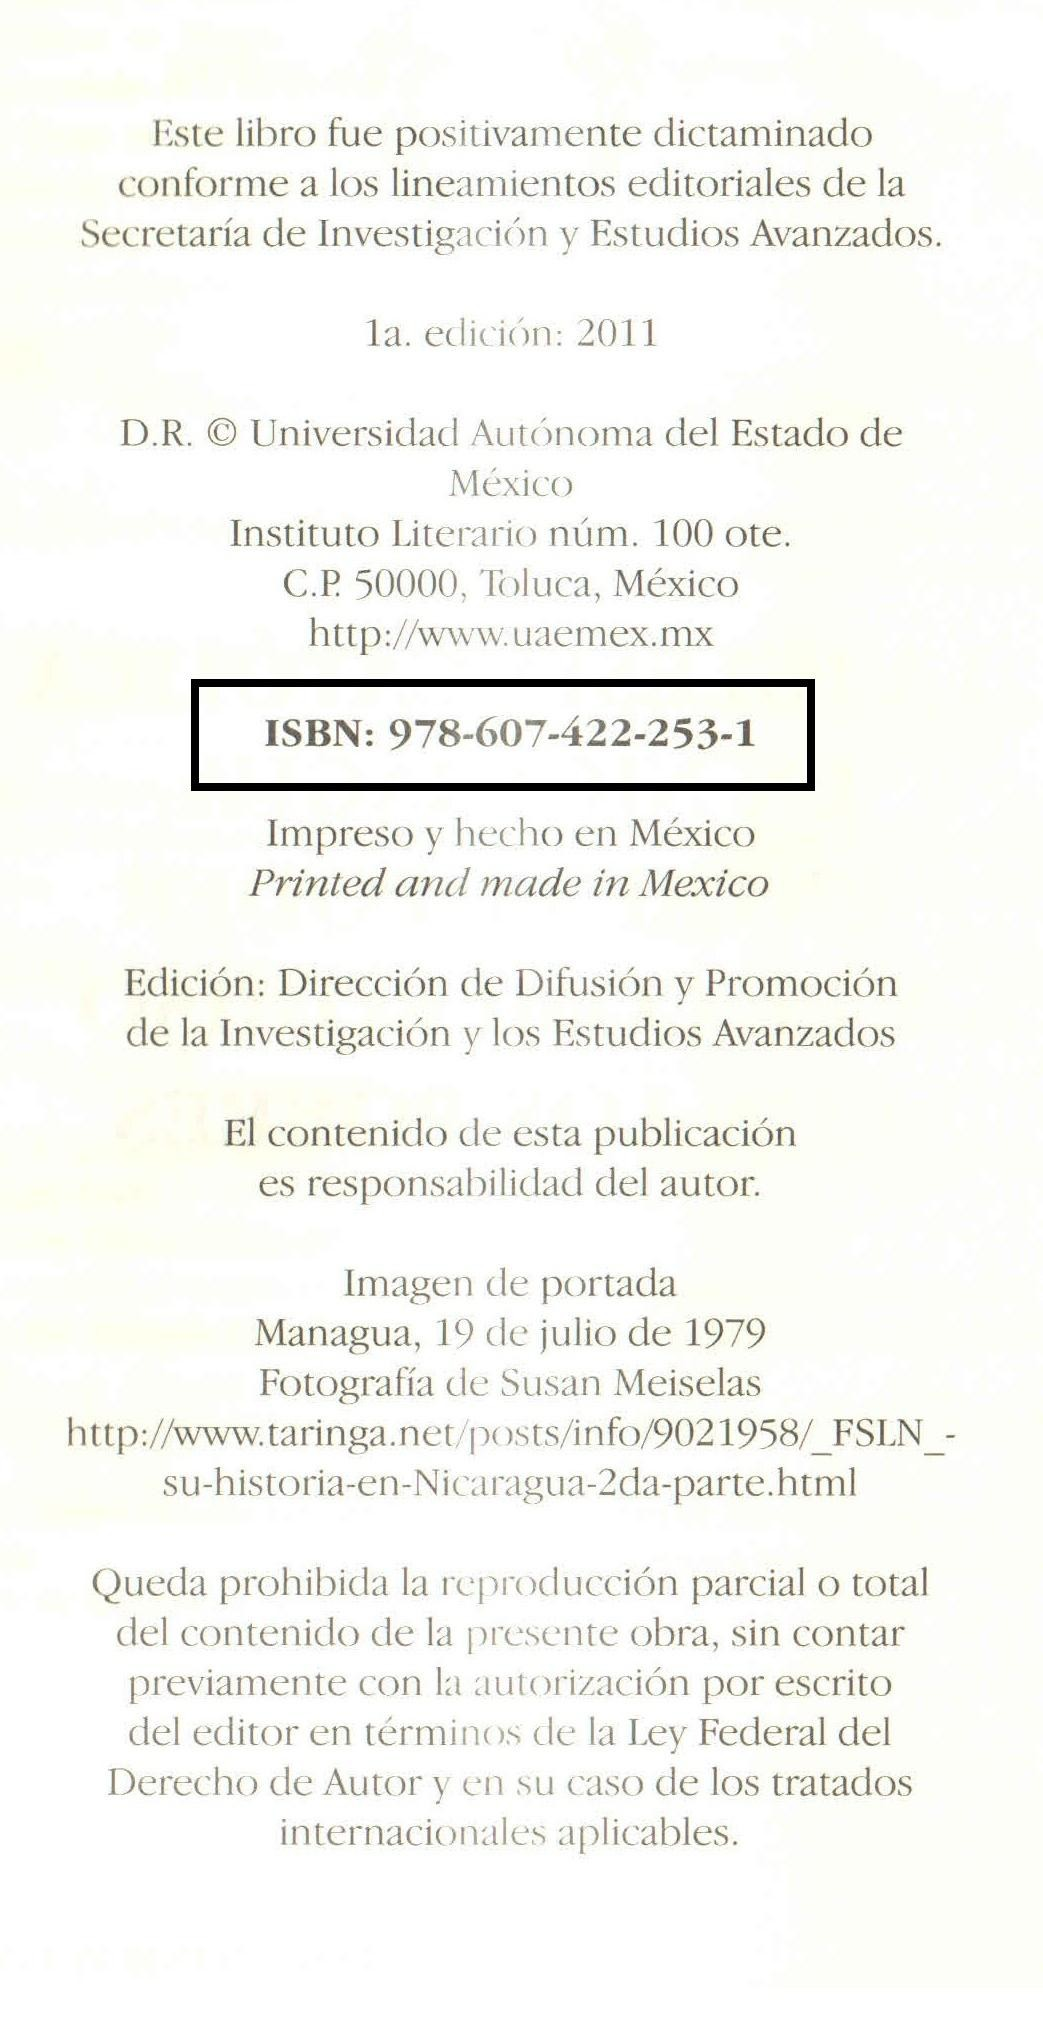 Este libro fue positivamente dictaminado
conforme a los lineamientos editoriales de la
Secretaría de Investigación y Estudios Avanzados.
1a. edición: 2011
D.R. © Universidad Autónoma del Estado de
México
Instituto Literario núm. 100 ote.
C.P. 50000, Toluca, México
http://www.uaemex.mx
ISBN: 978-607-422-253-1
Impreso y hecho en México
Printed and made in Mexico
Edición: Dirección de Difusión y Promoción
de la Investigación y los Estudios Avanzados
El contenido de esta publicación
es responsabilidad del autor.
Imagen de portada
Managua, 19 de julio de 1979
Fotografía de Susan Meiselas
http://www.taringa.net/posts/info/9021958/_FSLN_-
su-historia-en-Nicaragua-2da-parte.html
Queda prohibida la reproducción parcial o total
del contenido de la presente obra, sin contar
previamente con la autorización por escrito
del editor en términos de la Ley Federal del
Derecho de Autor y en su caso de los tratados
internacionales aplicables.